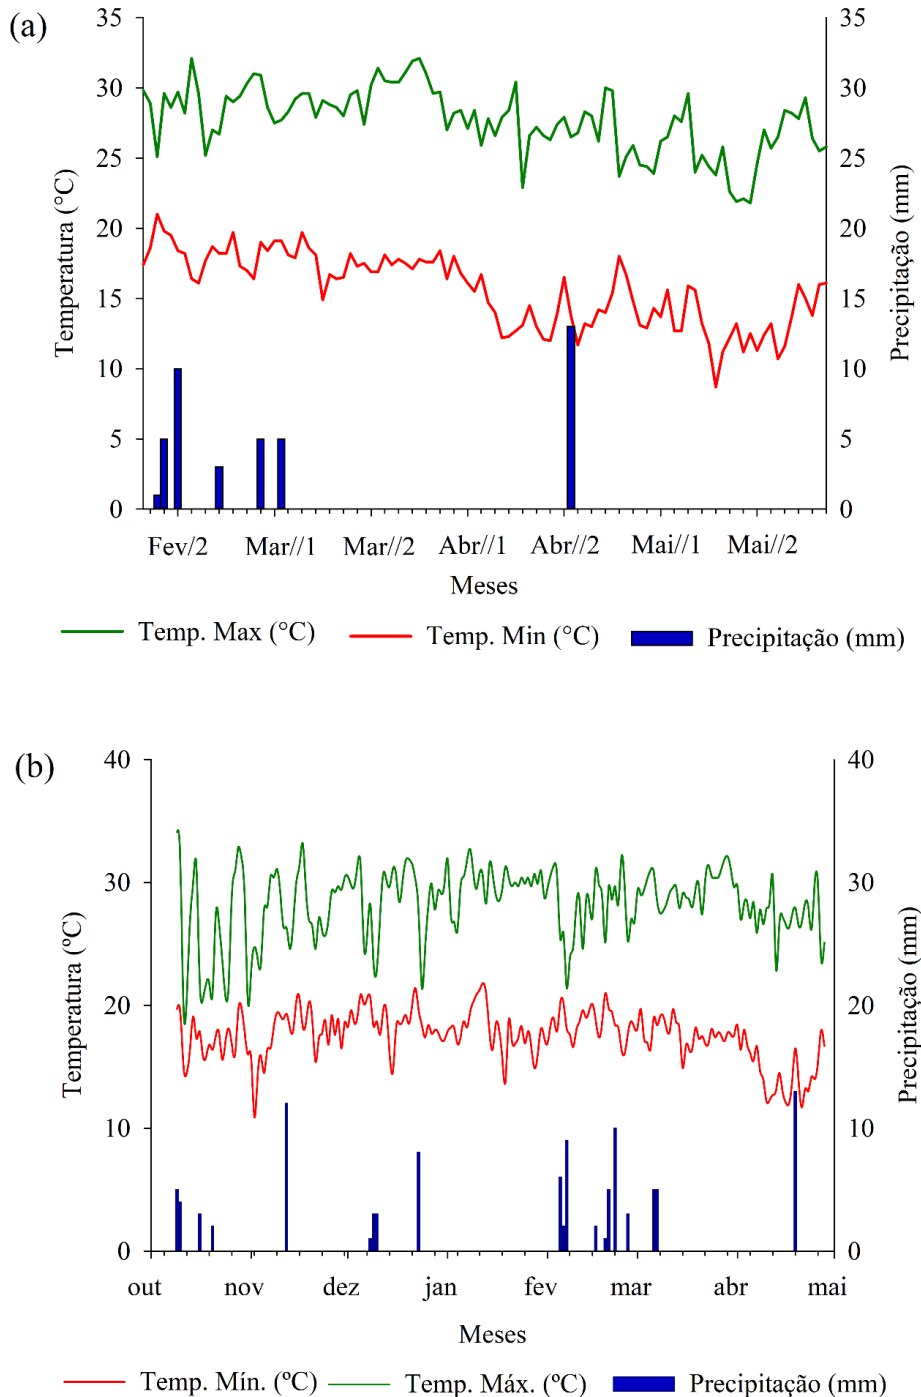 (a)
35
30
25
20
15
10
5
0
Temperatura (°C)
35
30
25
20
15
10
5
0
Precipitação (mm)
Fev/2 Mar//1 Mar//2 Abr//1 Abr//2 Mai//1 Mai//2
Meses
Temp. Max (°C) Temp. Min (°C) Precipitação (mm)
(b)
40
30
20
10
0
Temperatura (ºC)
40
30
20
10
0
Precipitação (mm)
out nov dez jan fev mar abr mai
Meses
Temp. Mín. (ºC) Temp. Máx. (ºC) Precipitação (mm)